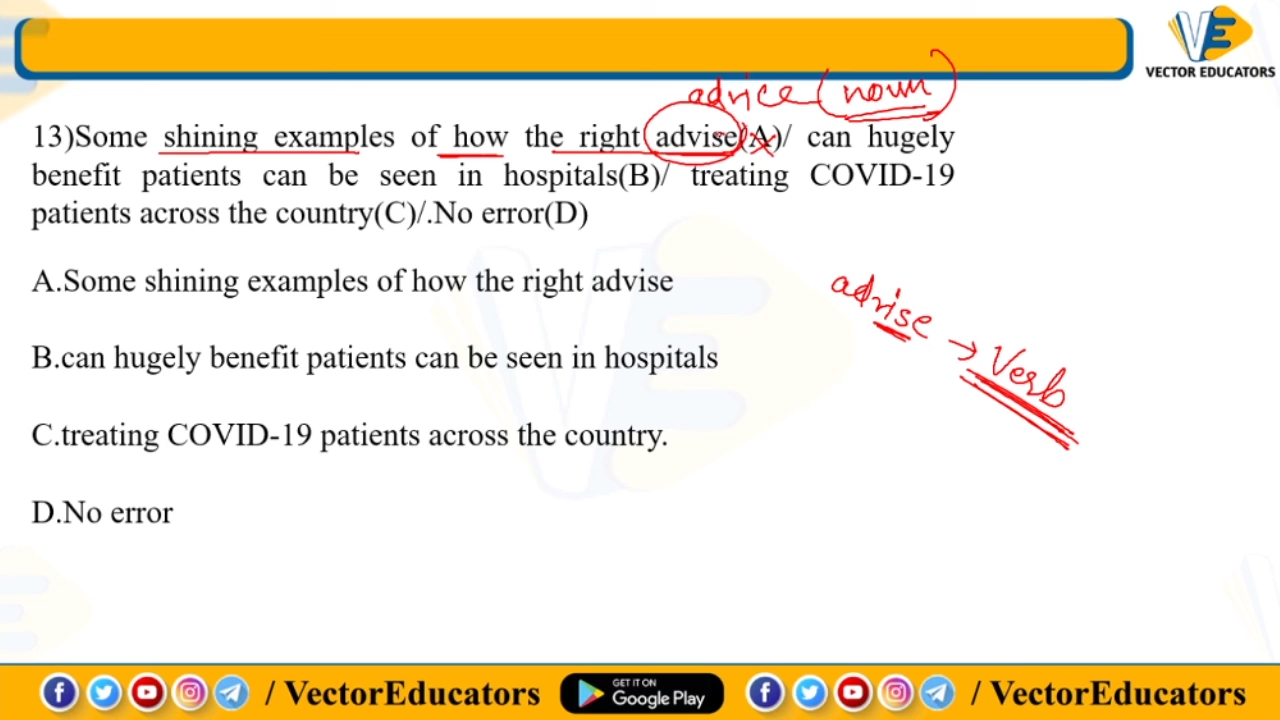 VE
VECTOR EDUCATORS
advice (noun)
13)Some shining examples of how the right advise(A)/ can hugely
benefit patients can be seen in hospitals(B)/ treating COVID-19
patients across the country(C)/.No error(D)
A.Some shining examples of how the right advise
advise → Verb
B.can hugely benefit patients can be seen in hospitals
C.treating COVID-19 patients across the country.
D.No error
/ VectorEducators
GET IT ON
Google Play
/ VectorEducators